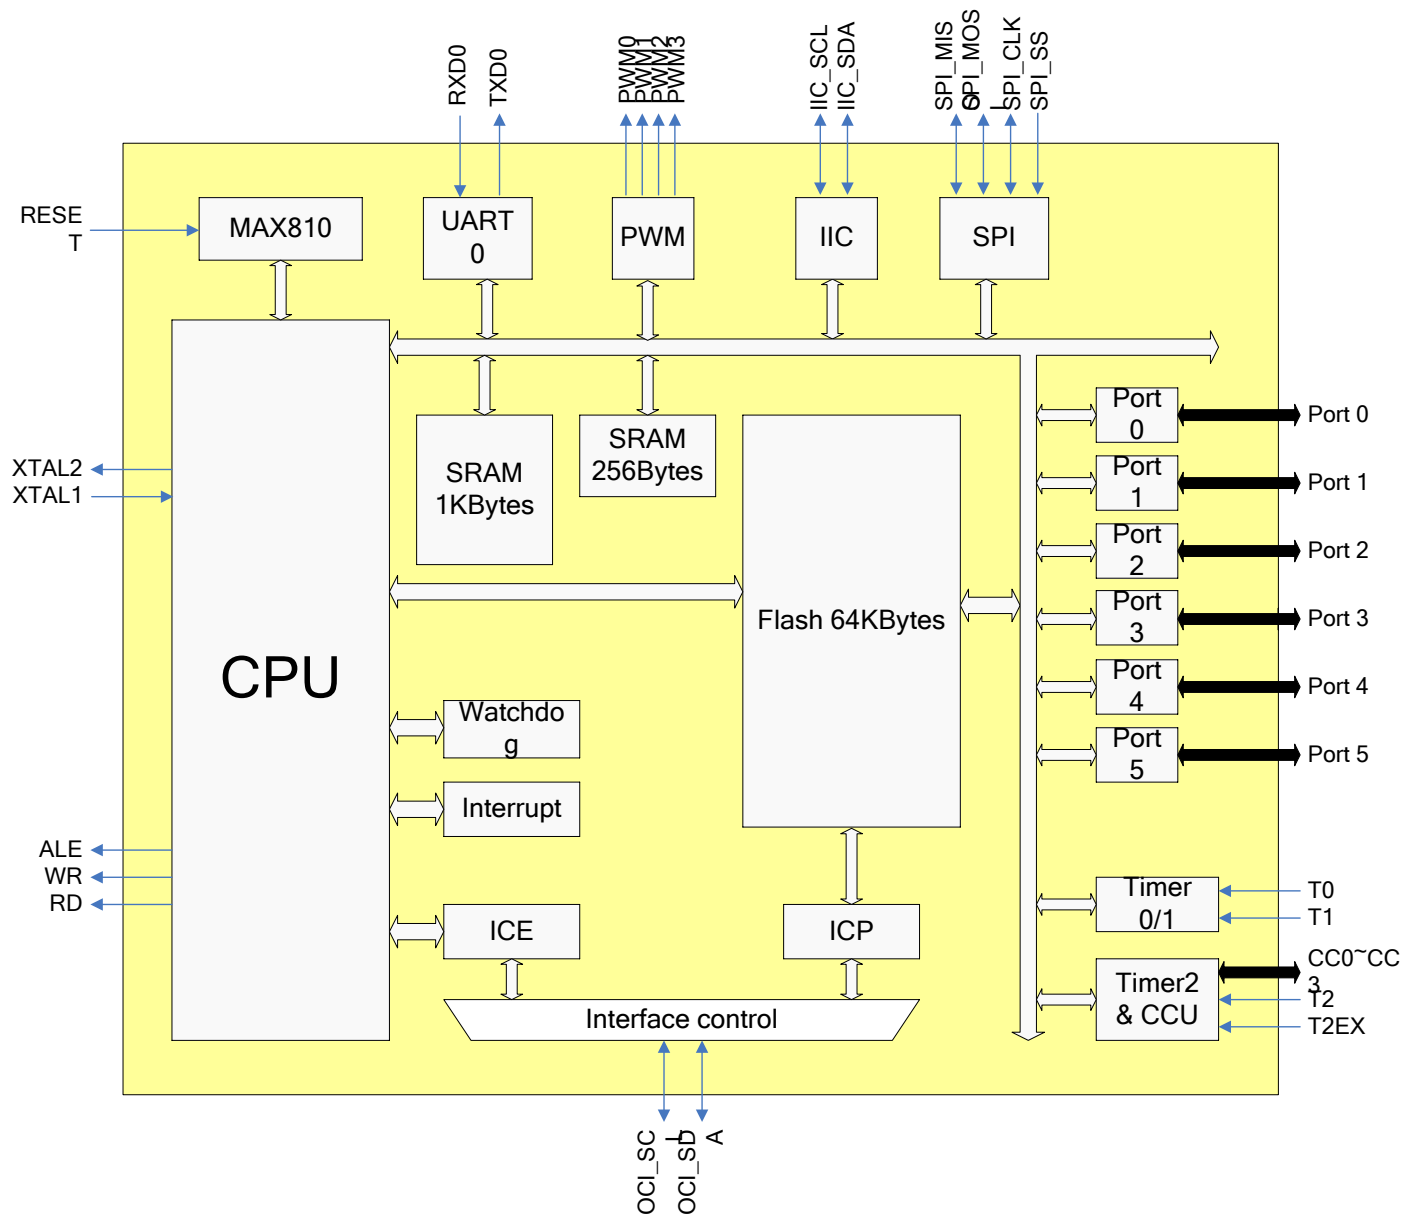 RXD0
TXD0
PWM0
PWM1
PWM2
PWM3
IIC_SCL
IIC_SDA
SPI_MIS
O
SPI_MOS
I
SPI_CLK
SPI_SS
RESE
T
MAX810
UART
0
PWM
IIC
SPI
SRAM
1KBytes
SRAM
256Bytes
Port
0
Port 0
Port
1
Port 1
XTAL2
XTAL1
Port
2
Port 2
Flash 64KBytes
Port
3
Port 3
CPU
Port
4
Port 4
Watchdo
g
Port
5
Port 5
Interrupt
ALE
WR
RD
ICE
ICP
Timer
0/1
T0
T1
Timer2
& CCU
CC0~CC
3
T2
T2EX
Interface control
OCI_SC
L
OCI_SD
A